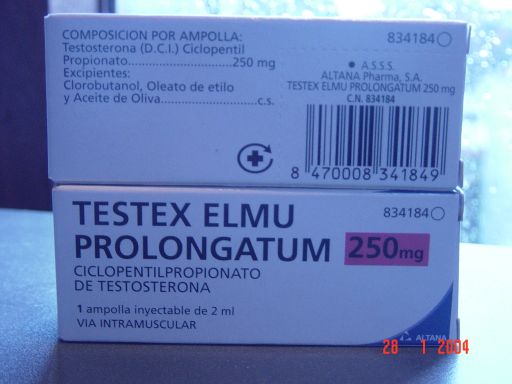 COMPOSICION POR AMPOLLA:
Testosterona (D.C.I.) Ciclopentil
Propionato..............................250 mg
Excipientes:
Clorobutanol, Oleato de etilo
y Aceite de Oliva......................c.s.
834184
A.S.S.S.
ALTANA Pharma, S.A.
TESTEX ELMU PROLONGATUM 250 mg
C.N. 834184
8 470008 341849
TESTEX ELMU
PROLONGATUM 250mg
834184
CICLOPENTILPROPIONATO
DE TESTOSTERONA
1 ampolla inyectable de 2 ml
VIA INTRAMUSCULAR
ALTANA
28 1 2004